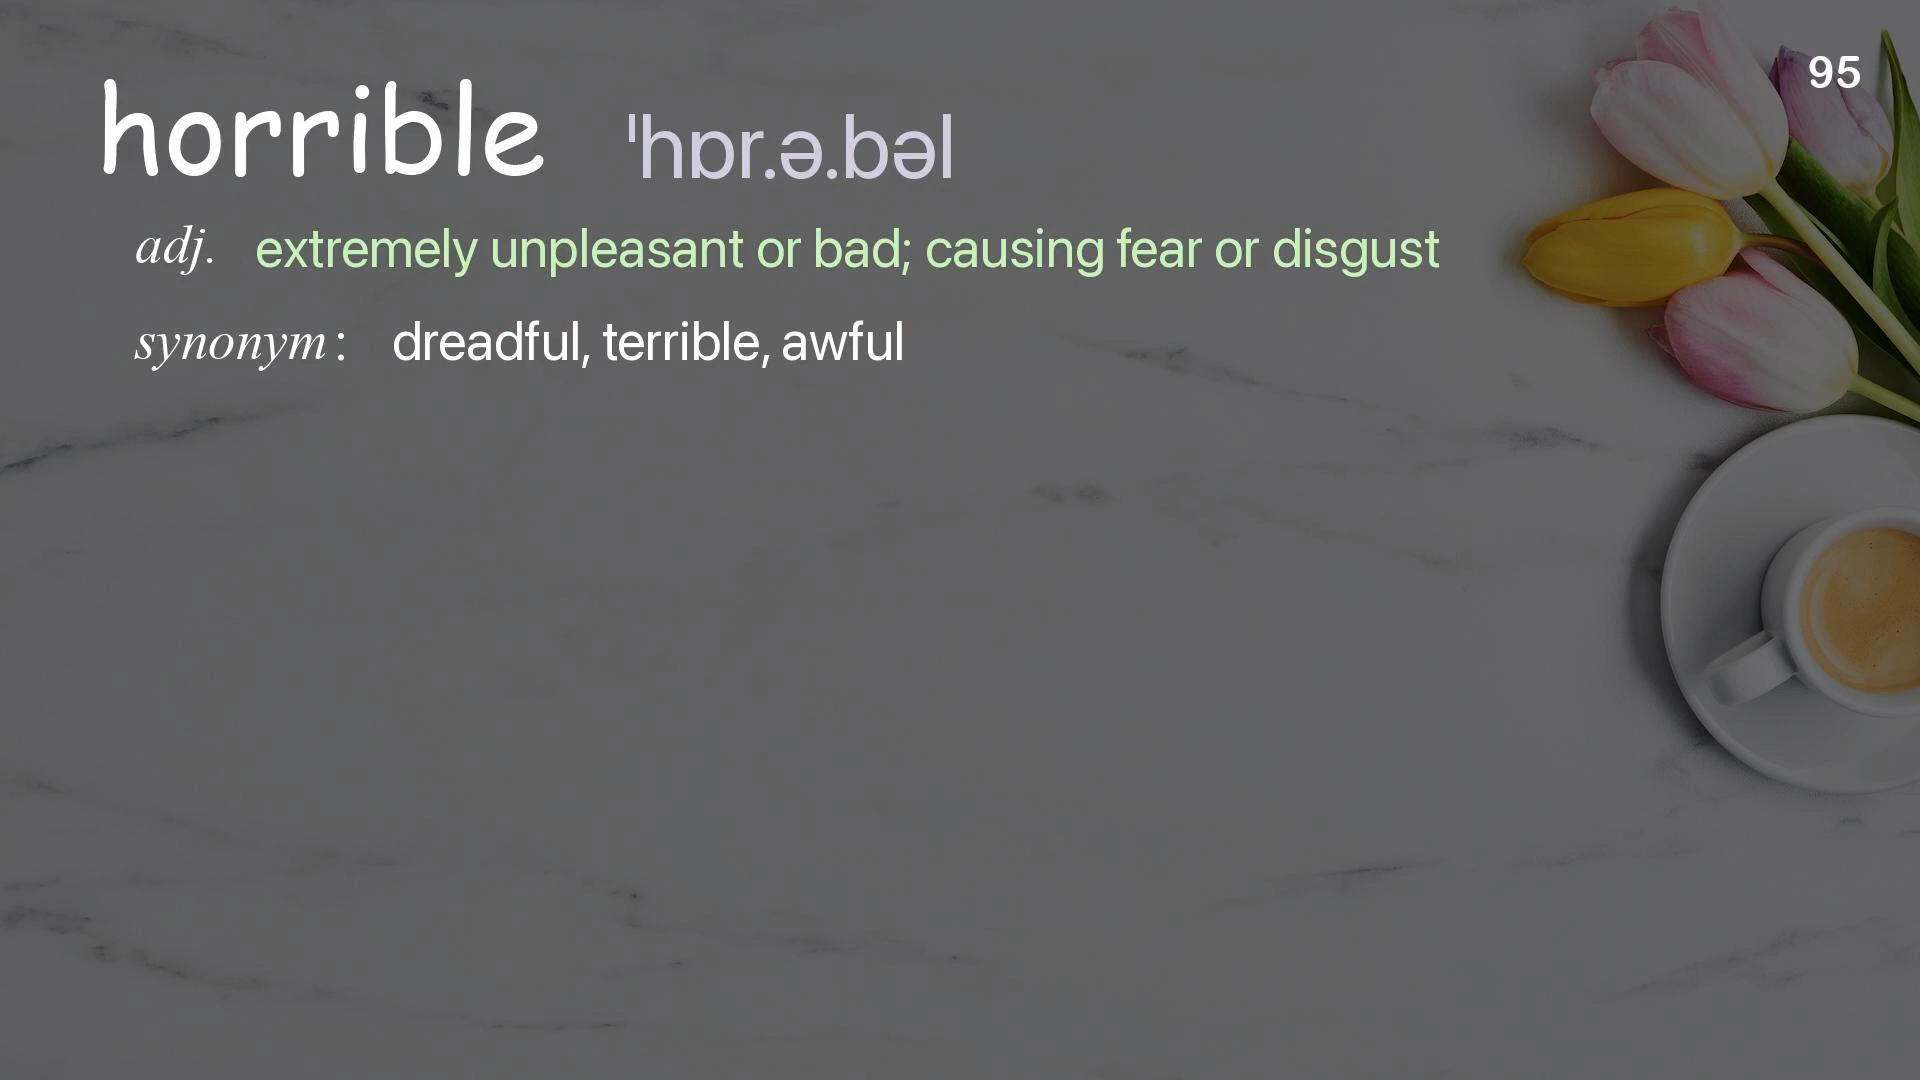 95
horrible ˈhɒr.ə.bəl
adj. extremely unpleasant or bad; causing fear or disgust
synonym: dreadful, terrible, awful